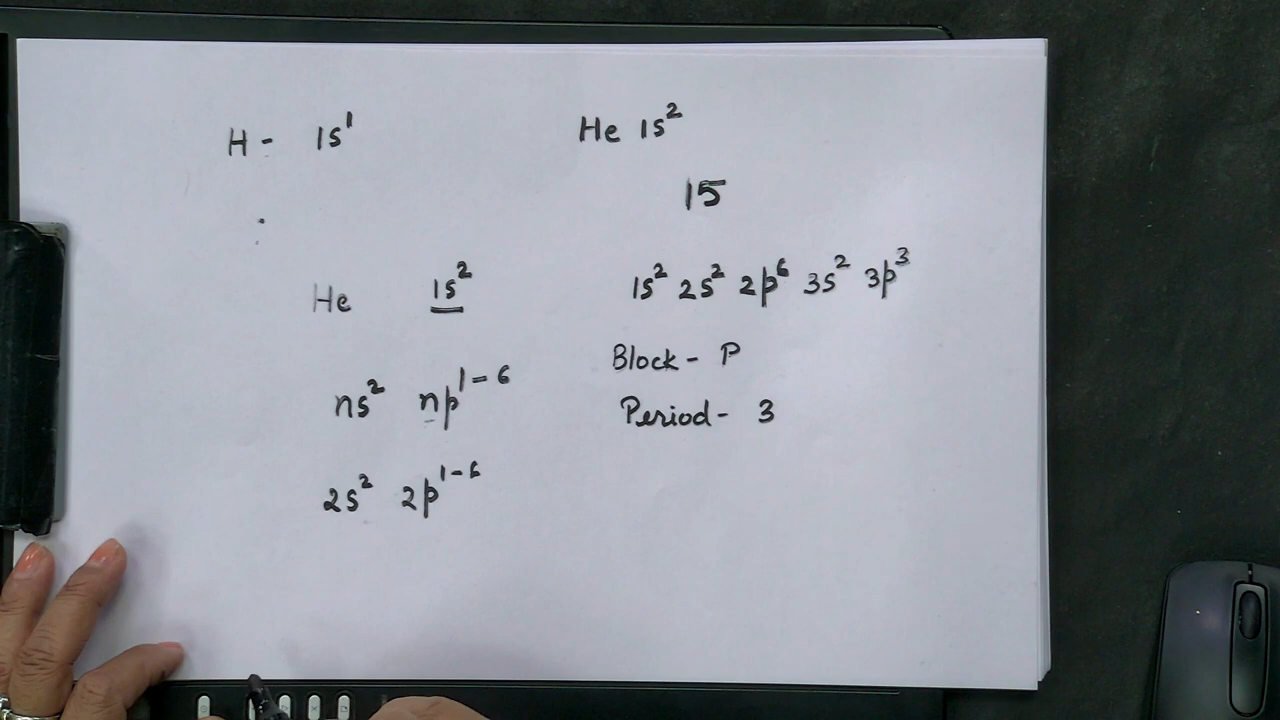 H - 1s¹
He 1s²
15
He 1s²
1s² 2s² 2p⁶ 3s² 3p³
Block - P
ns² np¹⁻⁶
Period - 3
2s² 2p¹⁻⁶